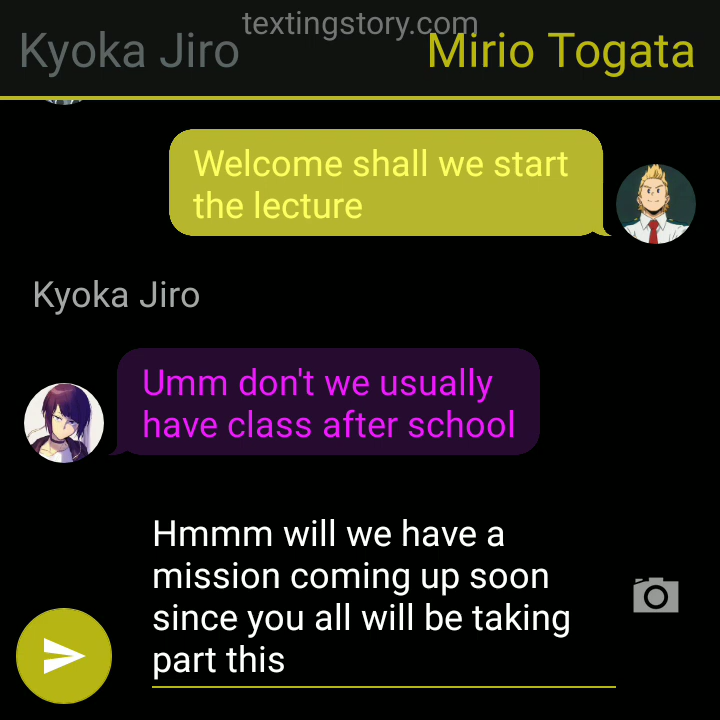 textingstory.com
Kyoka Jiro
Mirio Togata
Welcome shall we start
the lecture
Kyoka Jiro
Umm don't we usually
have class after school
Hmmm will we have a
mission coming up soon
since you all will be taking
part this